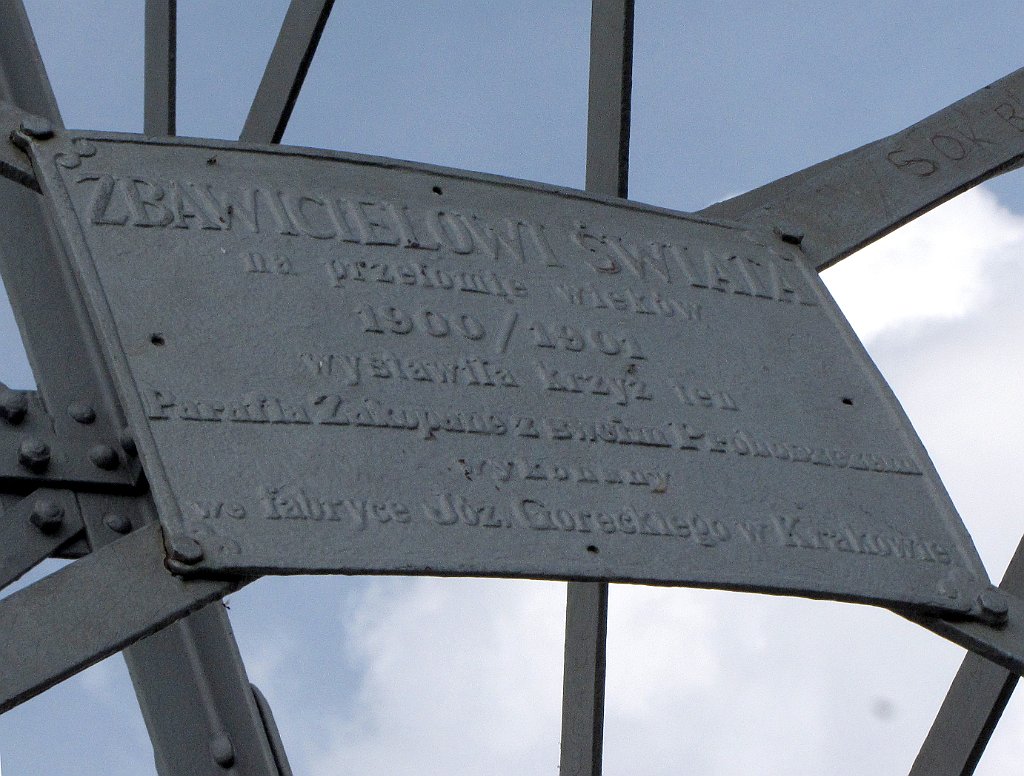 ZBAWICIELOWI ŚWIATA
na przełomie wieków
1900/1901
wystawiła krzyż ten
Parafia Zakopane z swoim Proboszczem
wykonany
we fabryce Józ. Goreckiego w Krakowie
SOK